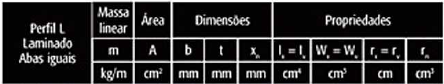 Perfil L
Laminado
Abas iguais
Massa
linear
Área
Dimensões
Propriedades
m A b t xₙ Iₓ = Iᵧ Wₓ = Wᵧ rₓ = rᵧ
kg/m cm² mm mm mm cm⁴ cm³ cm cm